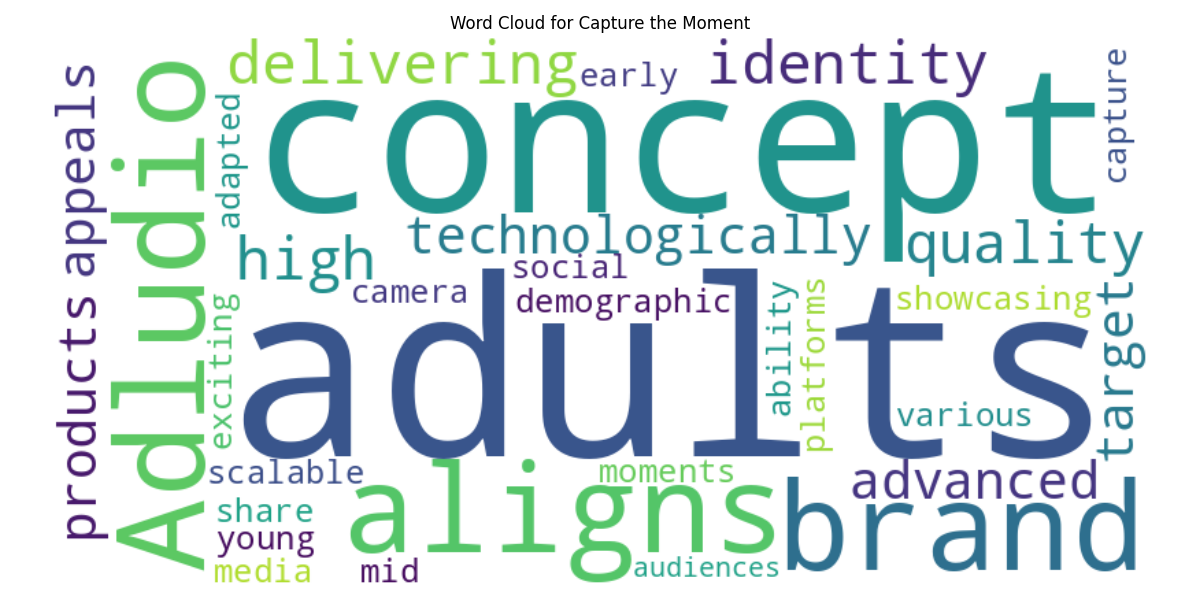 Word Cloud for Capture the Moment
delivering
early
identity
capture
products
appeals
Adludio
adapted
concept
technologically
quality
high
social
camera
demographic
showcasing
exciting
adults
ability
platforms
various
target
scalable
aligns
moments
advanced
brand
share
young
media
mid
audiences